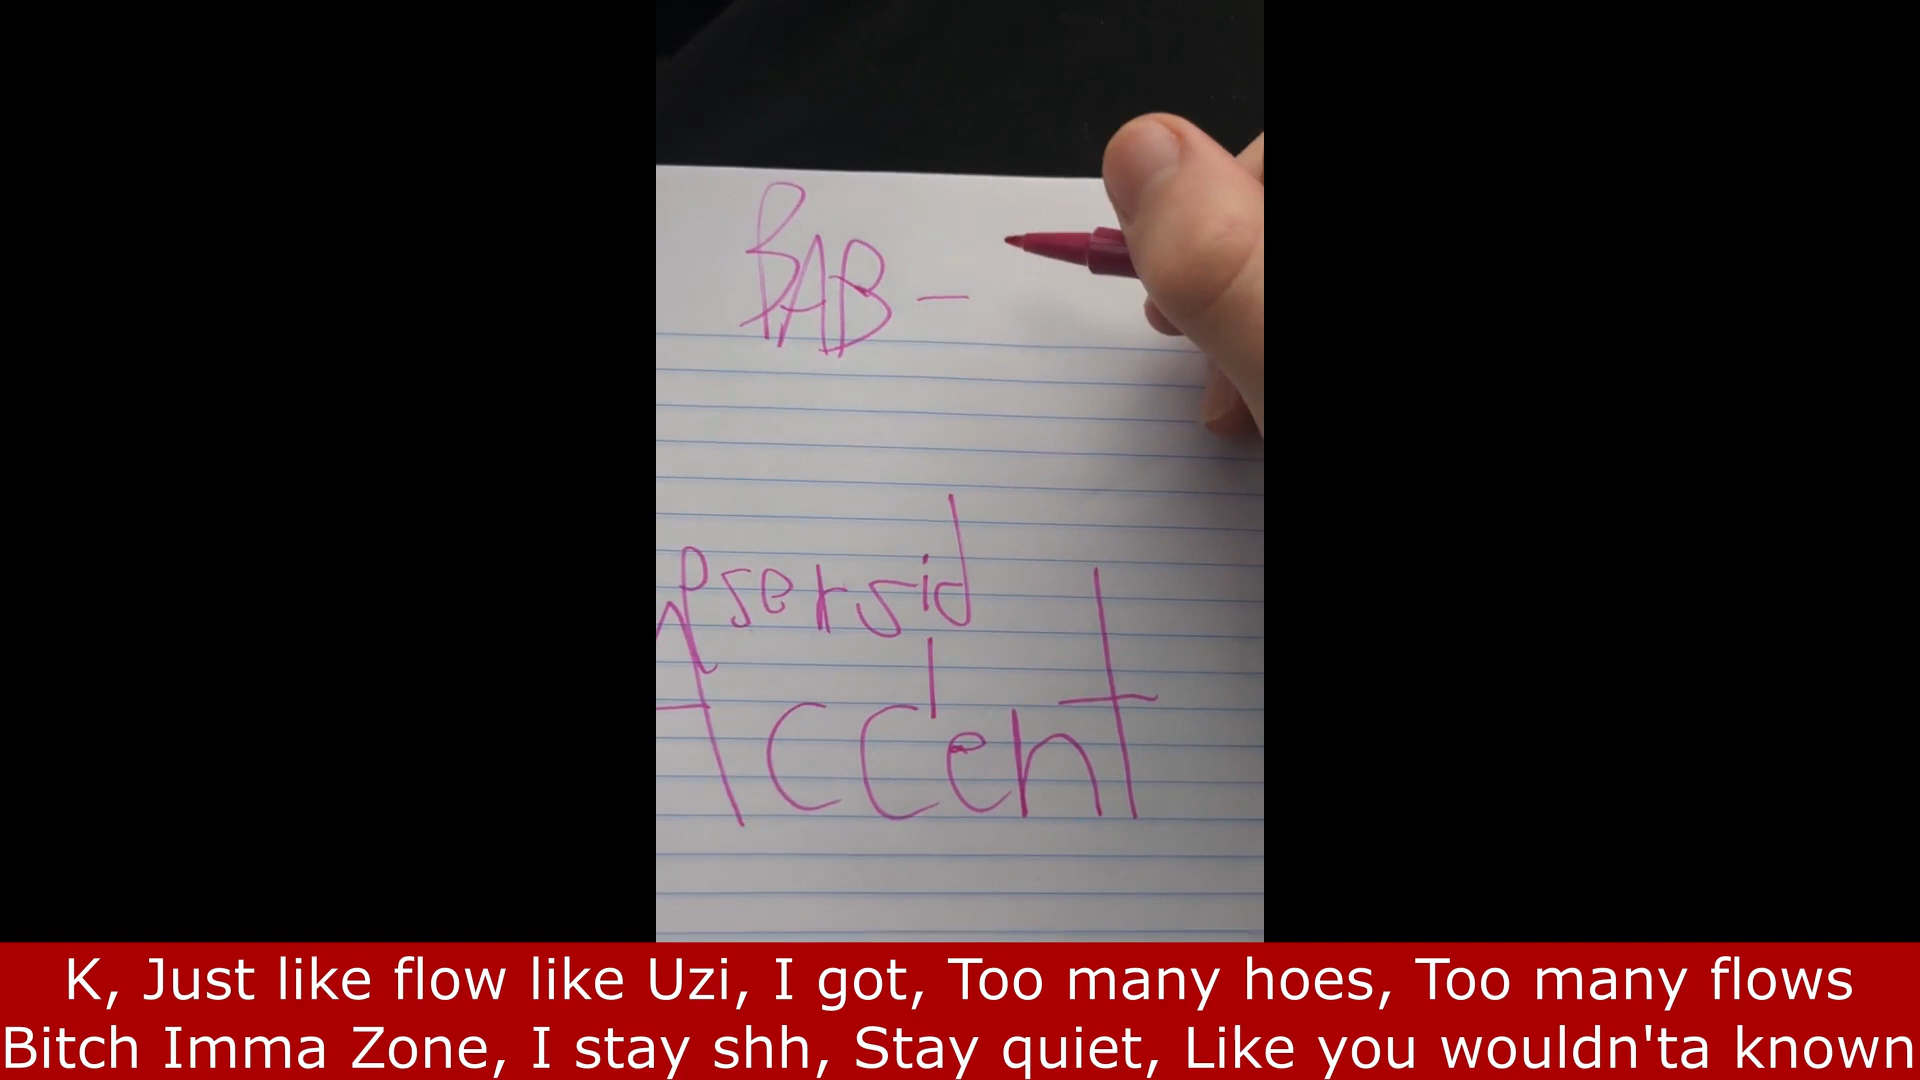 BAB -
Accent
K, Just like flow like Uzi, I got, Too many hoes, Too many flows
Bitch Imma Zone, I stay shh, Stay quiet, Like you wouldn'ta known